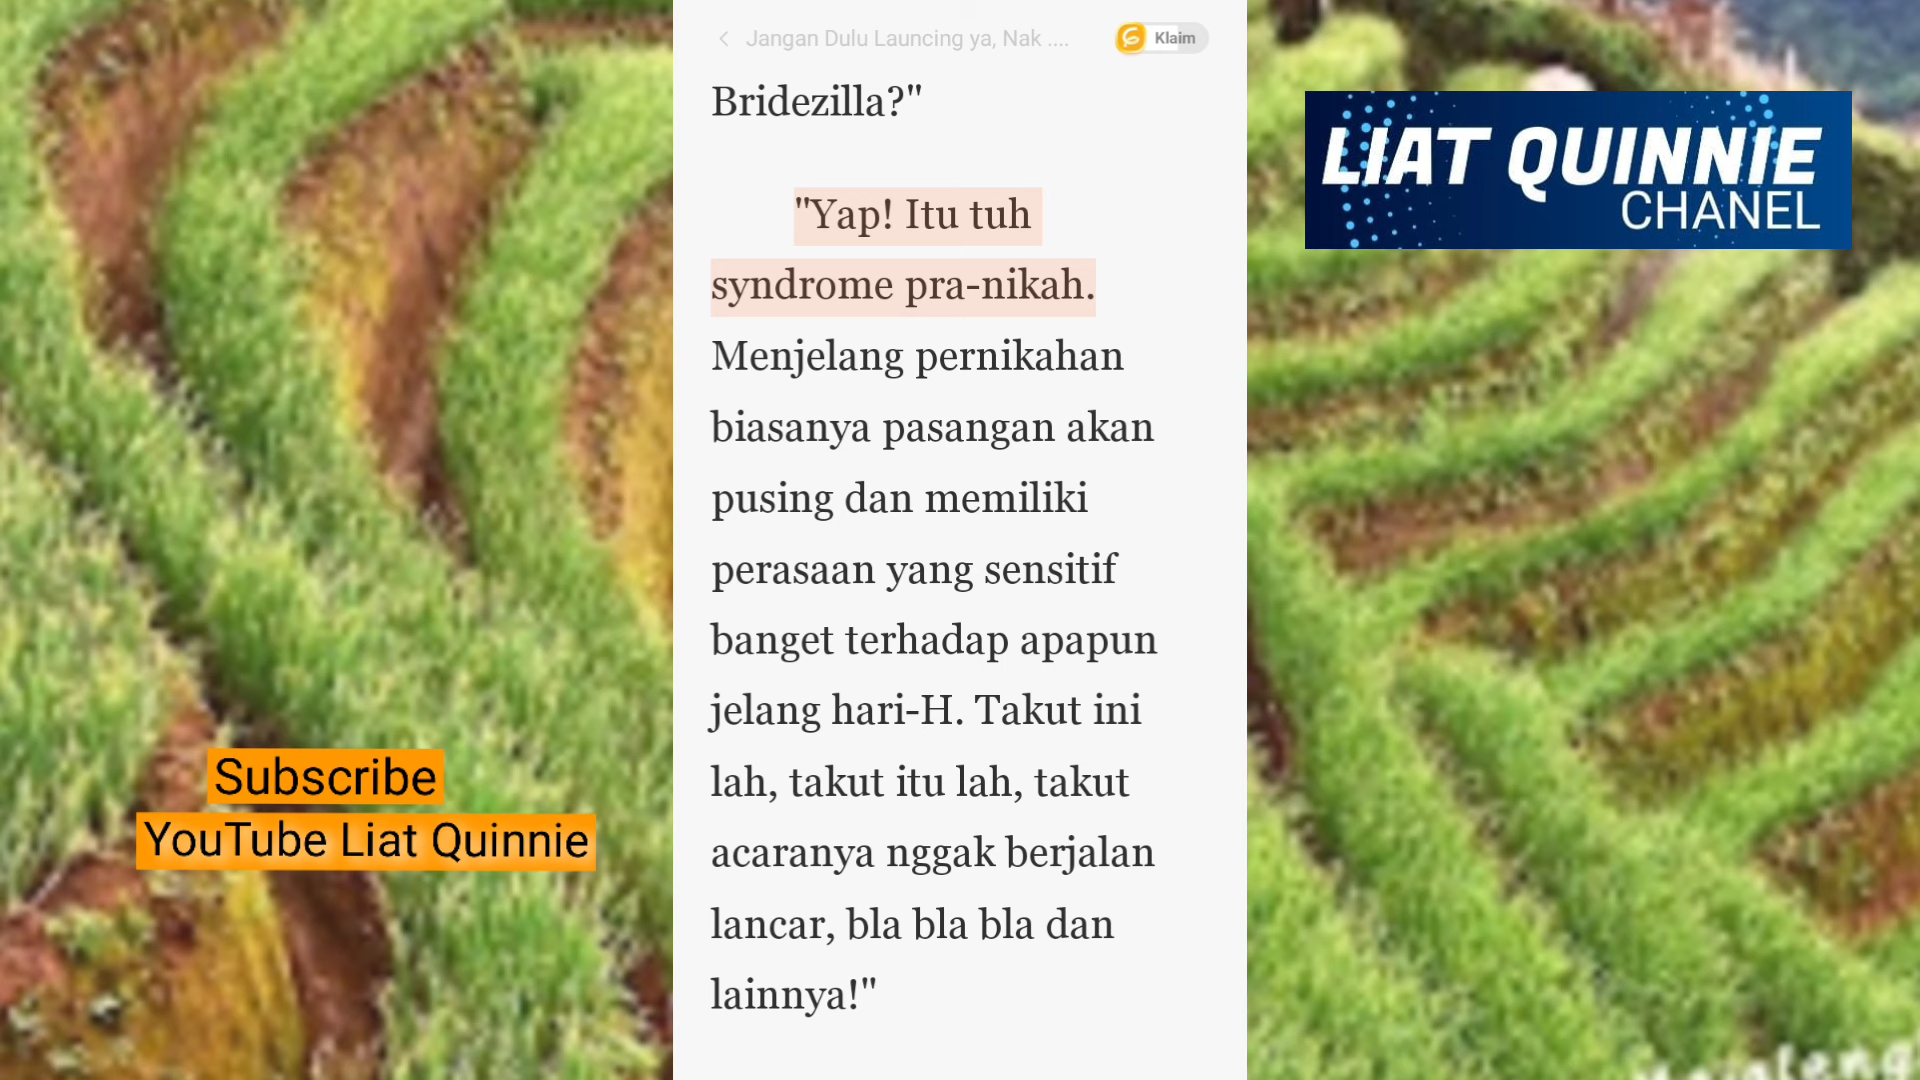 Jangan Dulu Launcing ya, Nak ....
Klaim
Bridezilla?"
"Yap! Itu tuh
syndrome pra-nikah.
Menjelang pernikahan
biasanya pasangan akan
pusing dan memiliki
perasaan yang sensitif
banget terhadap apapun
jelang hari-H. Takut ini
lah, takut itu lah, takut
acaranya nggak berjalan
lancar, bla bla bla dan
lainnya!"
LIAT QUINNIE
CHANEL
Subscribe
YouTube Liat Quinnie